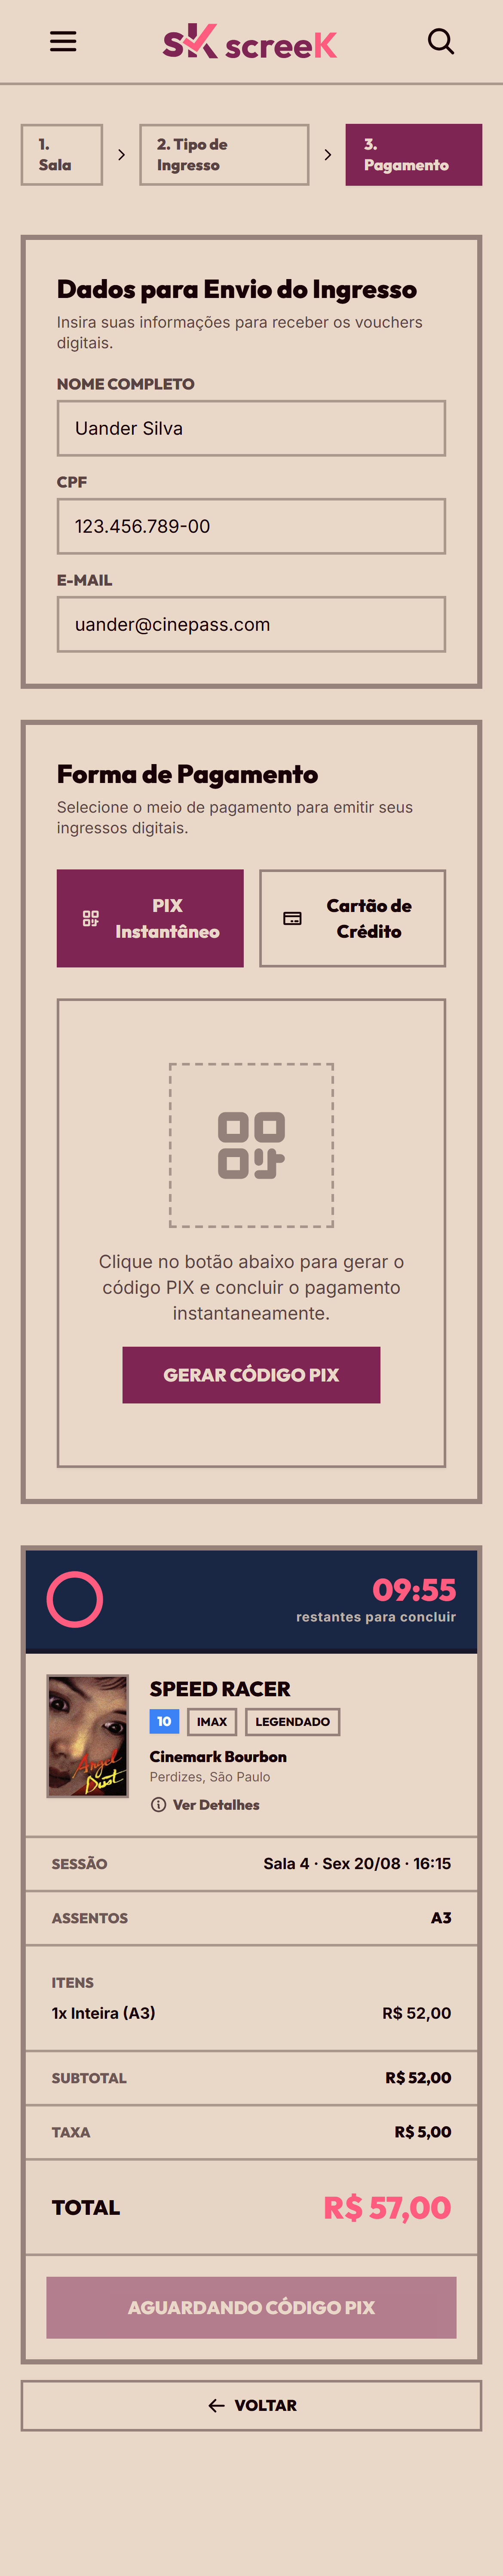 SK screeK
1.
Sala
2. Tipo de
Ingresso
3.
Pagamento
Dados para Envio do Ingresso
Insira suas informações para receber os vouchers
digitais.
NOME COMPLETO
Uander Silva
CPF
123.456.789-00
E-MAIL
uander@cinepass.com
Forma de Pagamento
Selecione o meio de pagamento para emitir seus
ingressos digitais.
PIX
Instantâneo
Cartão de
Crédito
Clique no botão abaixo para gerar o
código PIX e concluir o pagamento
instantaneamente.
GERAR CÓDIGO PIX
09:55
restantes para concluir
Angel
Dust
SPEED RACER
10 IMAX LEGENDADO
Cinemark Bourbon
Perdizes, São Paulo
Ver Detalhes
SESSÃO Sala 4 · Sex 20/08 · 16:15
ASSENTOS A3
ITENS
1x Inteira (A3) R$ 52,00
SUBTOTAL R$ 52,00
TAXA R$ 5,00
TOTAL R$ 57,00
AGUARDANDO CÓDIGO PIX
VOLTAR